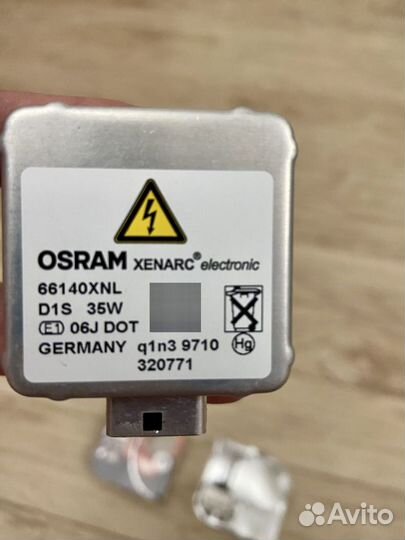 OSRAM XENARC® electronic
66140XNL
D1S 35W
E1 06J DOT
GERMANY q1n3 9710
320771
Hg
Avito